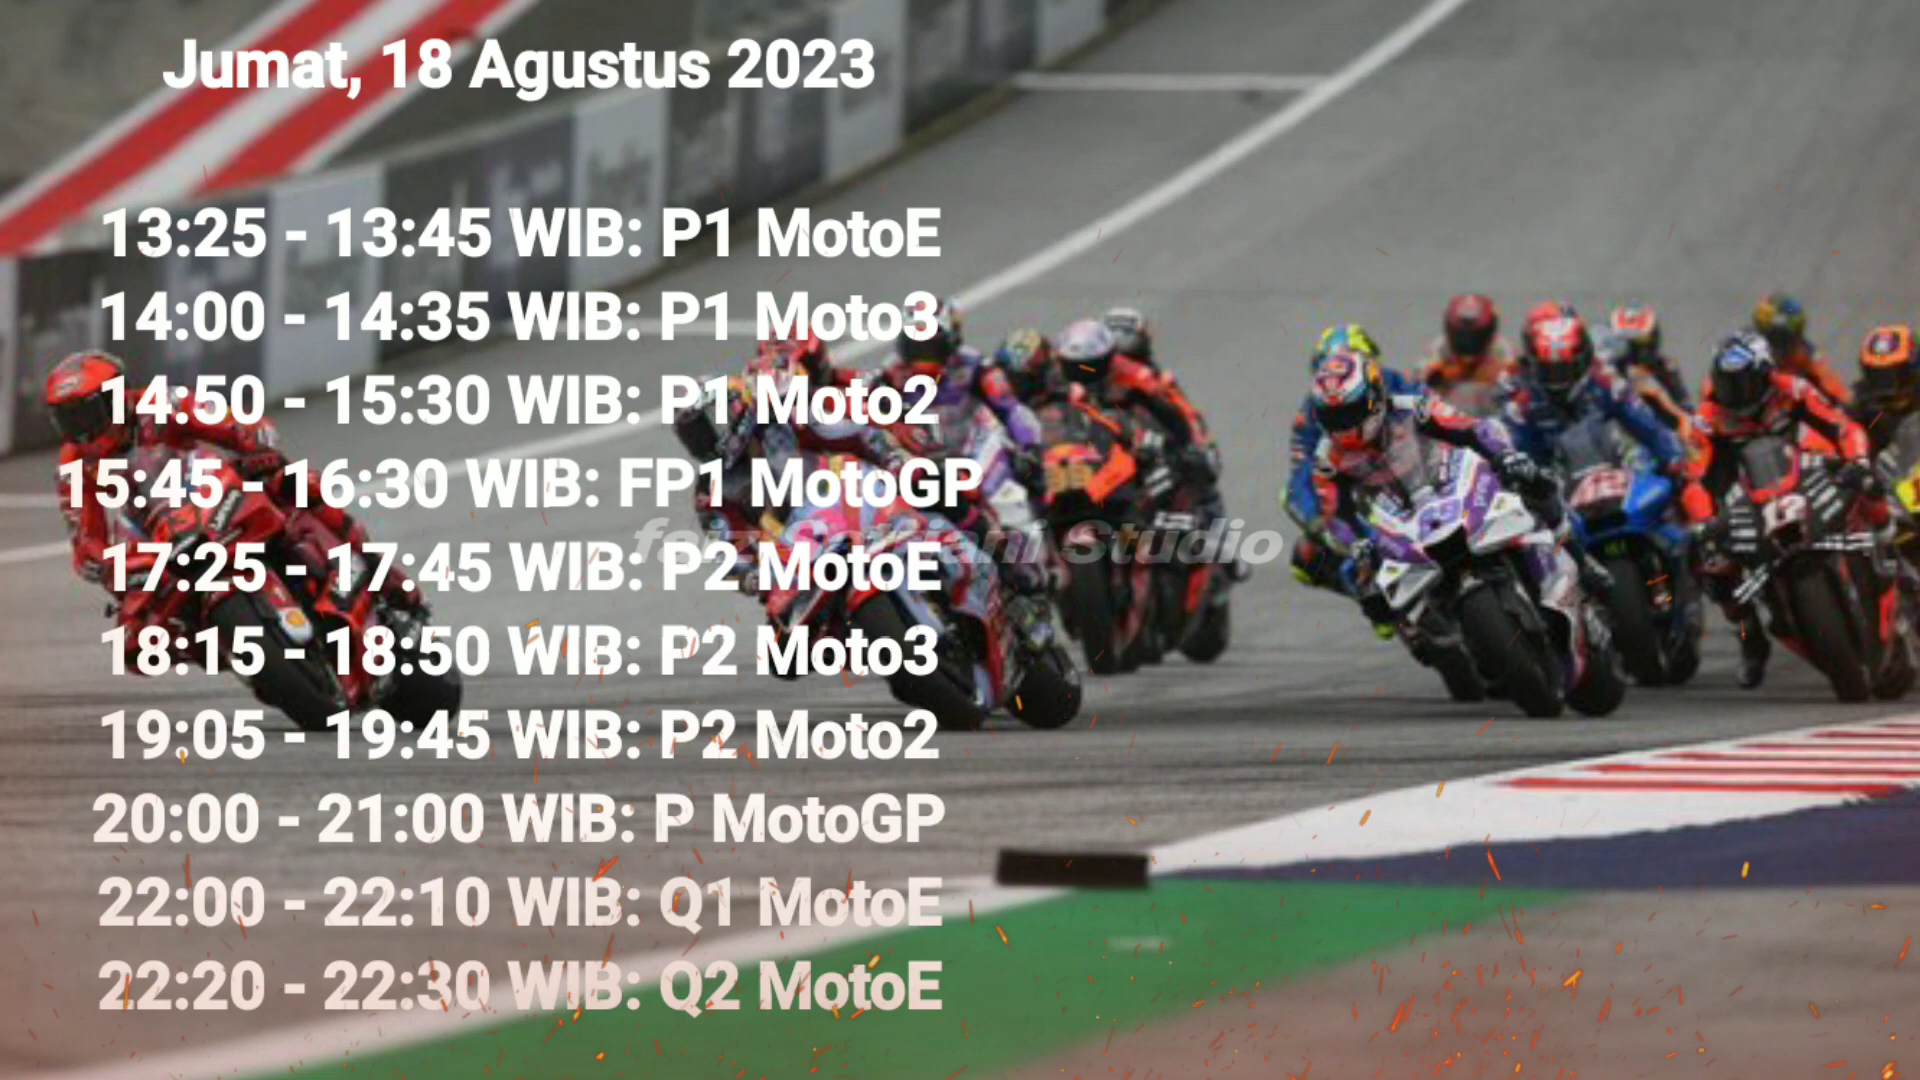 Jumat, 18 Agustus 2023
13:25 - 13:45 WIB: P1 MotoE
14:00 - 14:35 WIB: P1 Moto3
14:50 - 15:30 WIB: P1 Moto2
15:45 - 16:30 WIB: FP1 MotoGP
17:25 - 17:45 WIB: P2 MotoE
18:15 - 18:50 WIB: P2 Moto3
19:05 - 19:45 WIB: P2 Moto2
20:00 - 21:00 WIB: P MotoGP
22:00 - 22:10 WIB: Q1 MotoE
22:20 - 22:30 WIB: Q2 MotoE
Studio
42
12